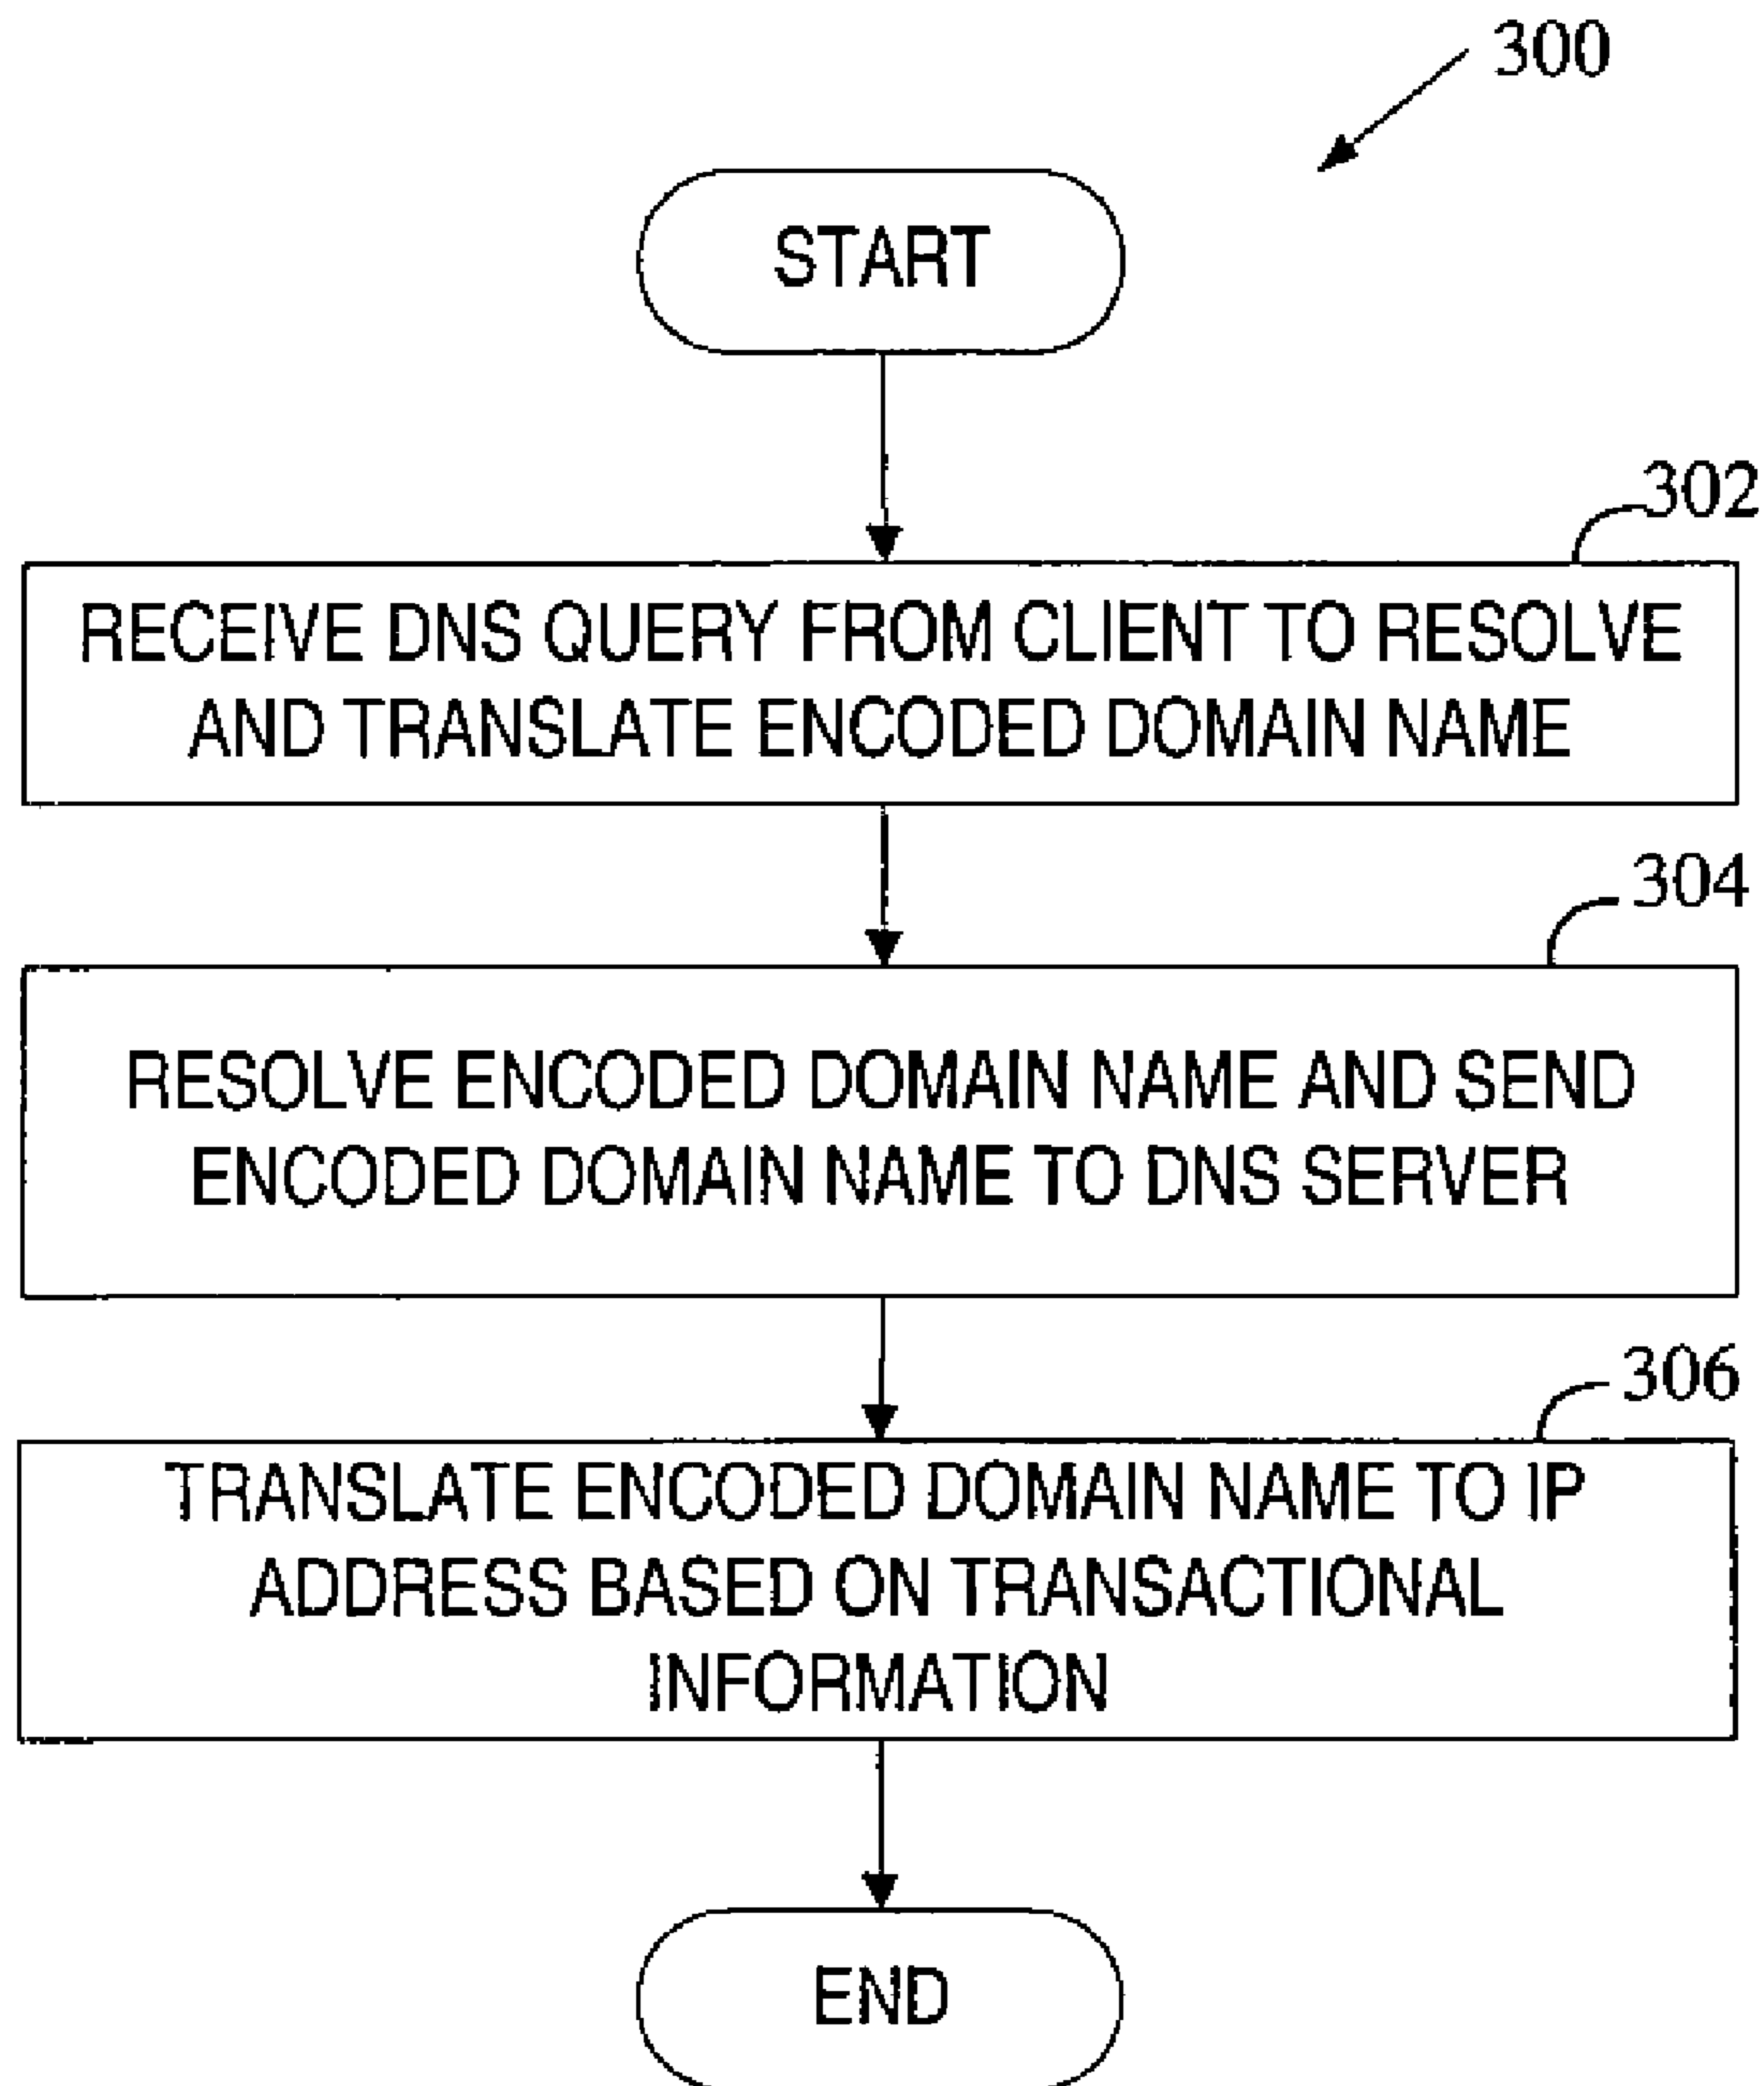 300
START
302
RECEIVE DNS QUERY FROM CLIENT TO RESOLVE
AND TRANSLATE ENCODED DOMAIN NAME
304
RESOLVE ENCODED DOMAIN NAME AND SEND
ENCODED DOMAIN NAME TO DNS SERVER
306
TRANSLATE ENCODED DOMAIN NAME TO IP
ADDRESS BASED ON TRANSACTIONAL
INFORMATION
END